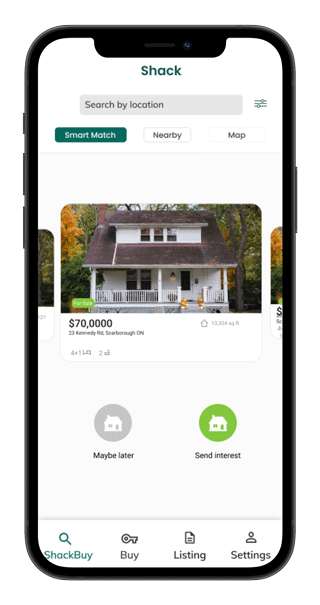 Shack
Search by location
Smart Match
Nearby
Map
For Sale
$70,0000
13,324 sq ft
23 Kennedy Rd, Scarborough ON
4+1
2
Maybe later
Send interest
ShackBuy
Buy
Listing
Settings